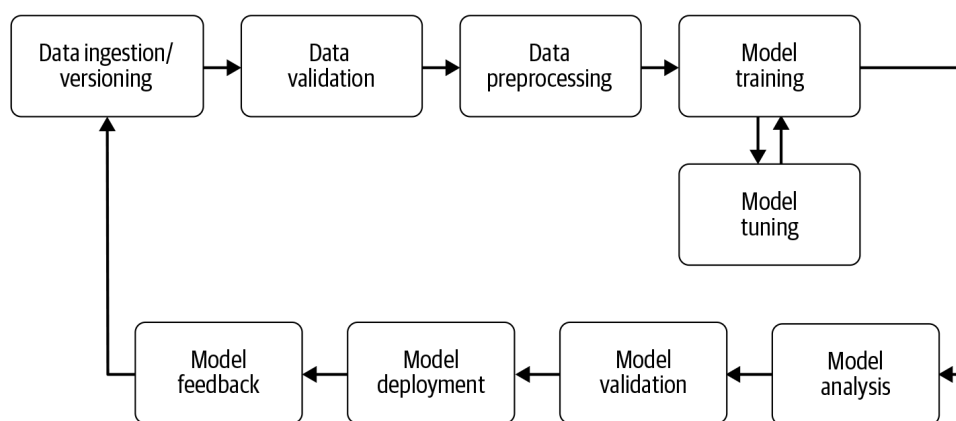 Data ingestion/
versioning
Data
validation
Data
preprocessing
Model
training
Model
tuning
Model
feedback
Model
deployment
Model
validation
Model
analysis